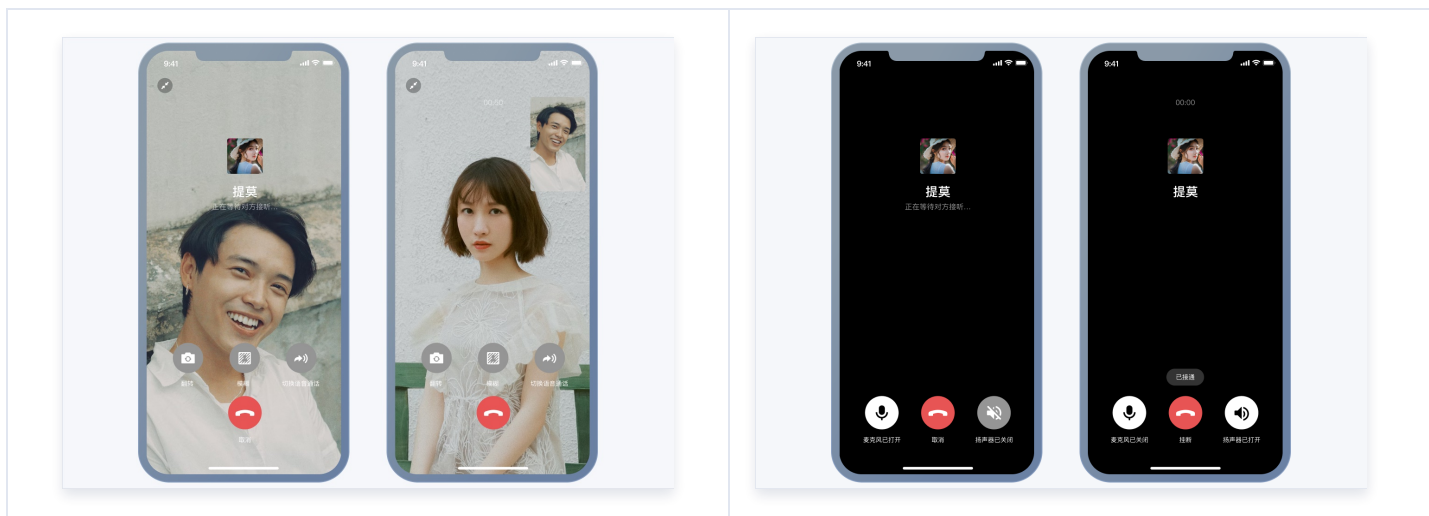 9:41
提莫
正在等待对方接听...
翻转
模糊
切换语音通话
取消
9:41
00:00
翻转
模糊
切换语音通话
9:41
提莫
正在等待对方接听...
麦克风已打开
取消
扬声器已关闭
9:41
00:00
提莫
已接通
麦克风已关闭
挂断
扬声器已打开